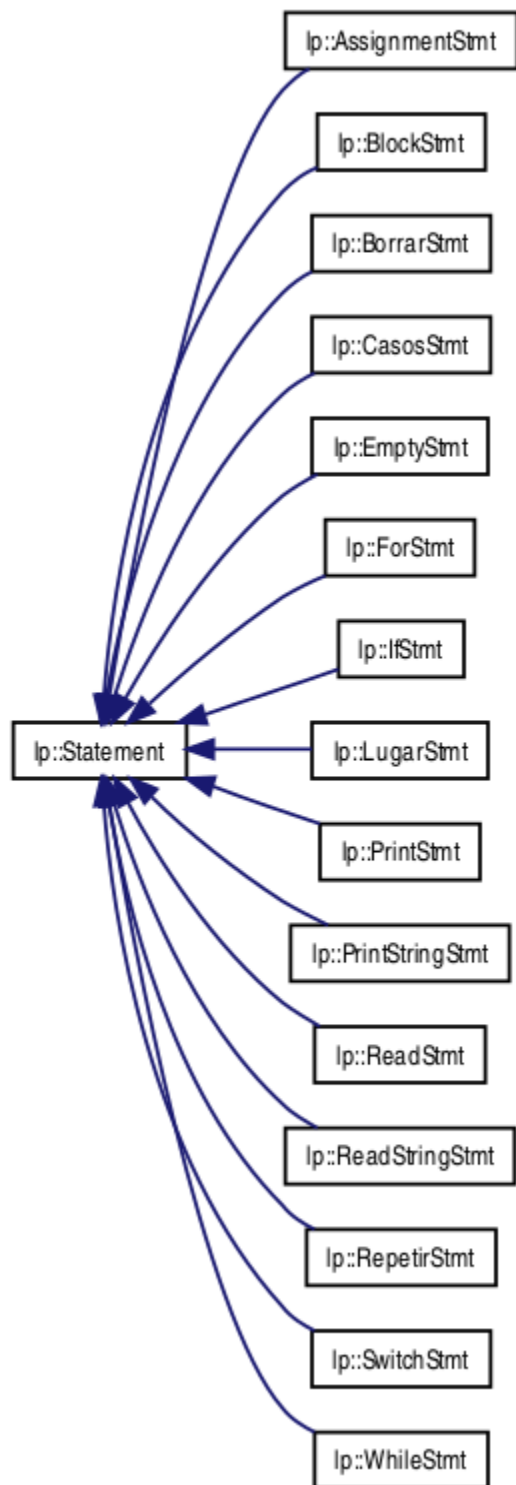 lp::AssignmentStmt
lp::BlockStmt
lp::BorrarStmt
lp::CasosStmt
lp::EmptyStmt
lp::ForStmt
lp::IfStmt
lp::Statement
lp::LugarStmt
lp::PrintStmt
lp::PrintStringStmt
lp::ReadStmt
lp::ReadStringStmt
lp::RepetirStmt
lp::SwitchStmt
lp::WhileStmt